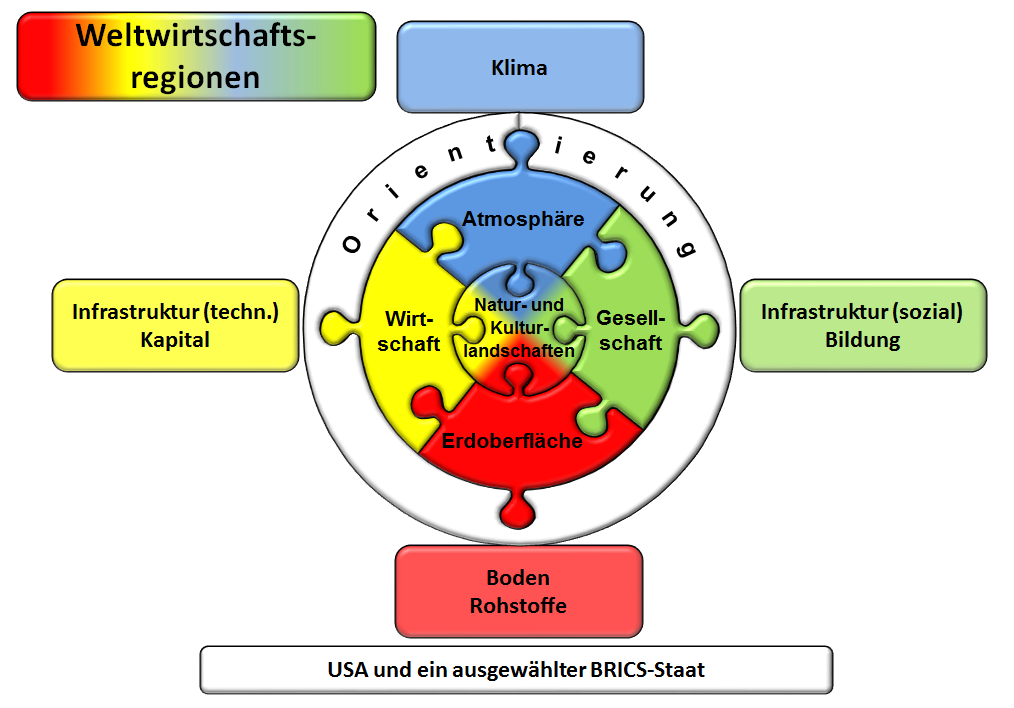 Weltwirtschafts-
regionen
Klima
Orientierung
Atmosphäre
Infrastruktur (techn.)
Kapital
Wirt-
schaft
Natur- und
Kultur-
landschaften
Gesell-
schaft
Infrastruktur (sozial)
Bildung
Erdoberfläche
Boden
Rohstoffe
USA und ein ausgewählter BRICS-Staat